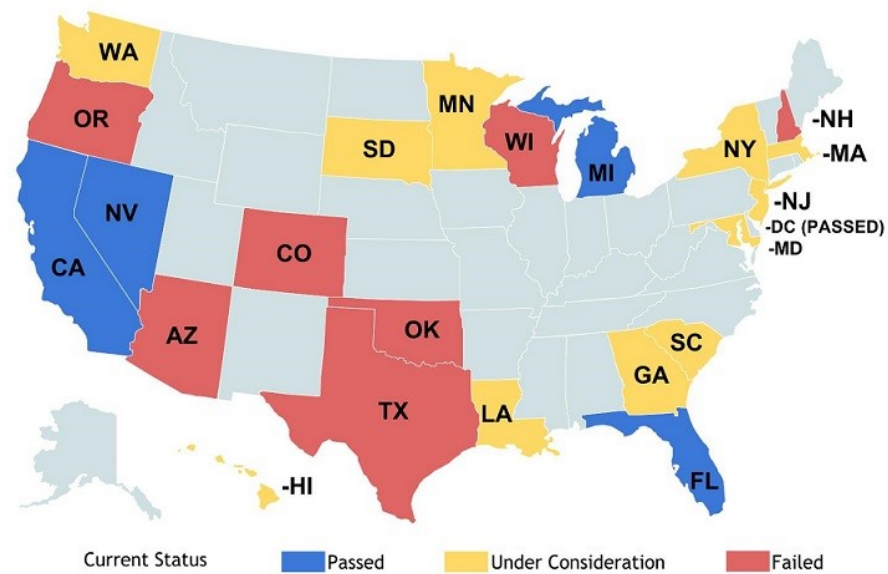 WA
OR
MN
-NH
WI
NY
-MA
SD
MI
-NJ
NV
-DC (PASSED)
-MD
CO
CA
OK
AZ
SC
GA
TX
LA
FL
-HI
Current Status
Passed
Under Consideration
Failed